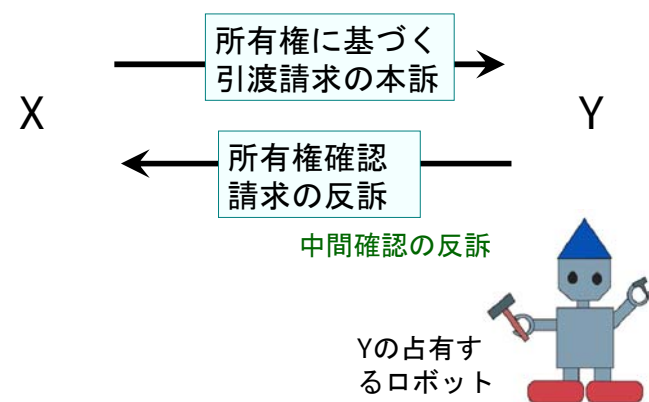 所有権に基づく
引渡請求の本訴
X
Y
所有権確認
請求の反訴
中間確認の反訴
Yの占有す
るロボット